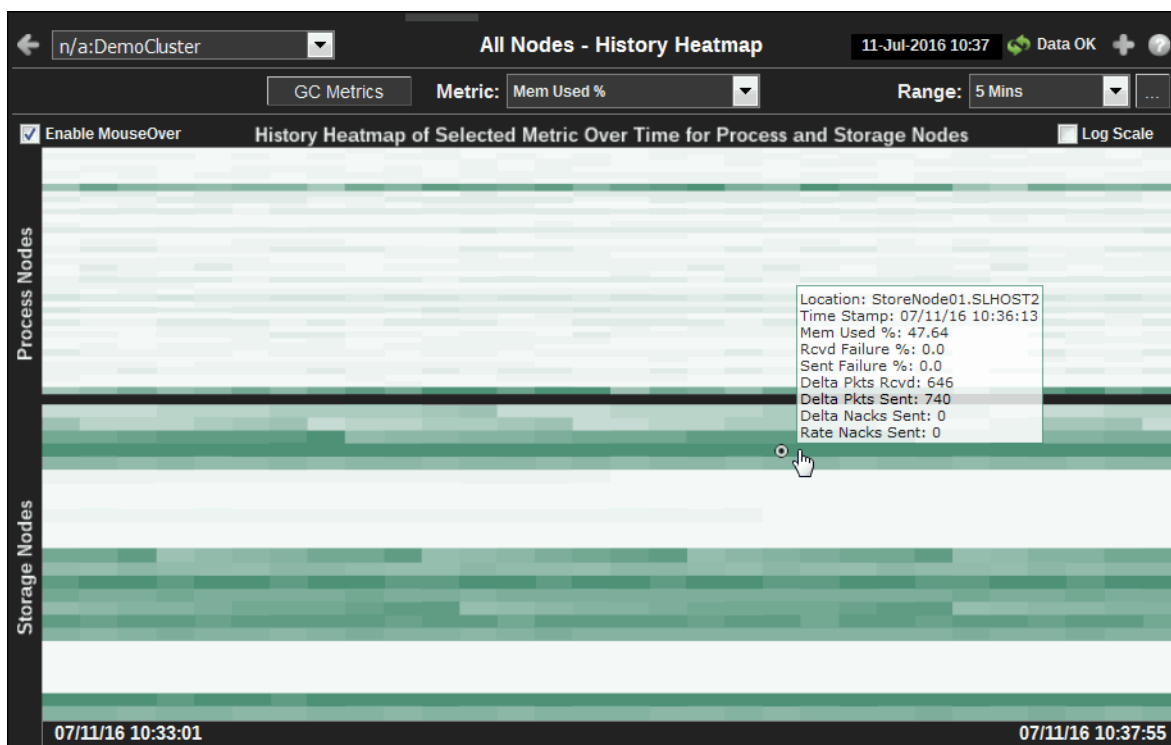 n/a:DemoCluster
All Nodes - History Heatmap
11-Jul-2016 10:37
Data OK
?
GC Metrics
Metric:
Mem Used %
Range:
5 Mins
...
Enable MouseOver
History Heatmap of Selected Metric Over Time for Process and Storage Nodes
Log Scale
Process Nodes
Location: StoreNode01.SLHOST2
Time Stamp: 07/11/16 10:36:13
Mem Used %: 47.64
Rcvd Failure %: 0.0
Sent Failure %: 0.0
Delta Pkts Rcvd: 646
Delta Pkts Sent: 740
Delta Nacks Sent: 0
Rate Nacks Sent: 0
Storage Nodes
07/11/16 10:33:01
07/11/16 10:37:55